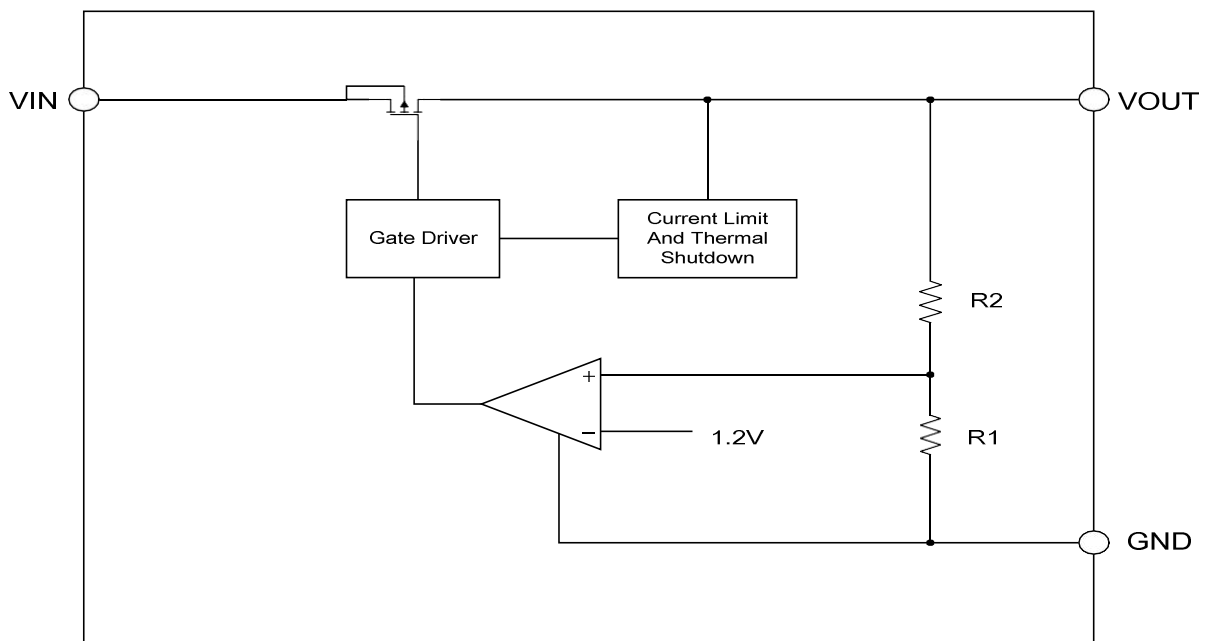 VIN
VOUT
Gate Driver
Current Limit
And Thermal
Shutdown
R2
+
−
1.2V
R1
GND